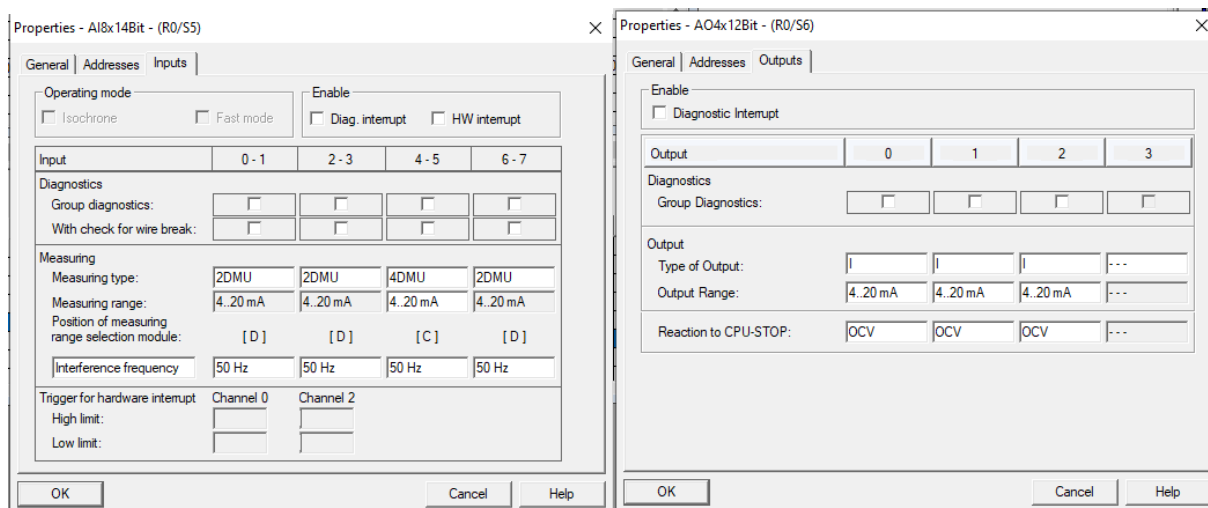 Properties - AI8x14Bit - (R0/S5)
General Addresses Inputs
Operating mode
Isochrone Fast mode
Enable
Diag. interrupt HW interrupt
Input 0 - 1 2 - 3 4 - 5 6 - 7
Diagnostics
Group diagnostics:
With check for wire break:
Measuring
Measuring type: 2DMU 2DMU 4DMU 2DMU
Measuring range: 4..20 mA 4..20 mA 4..20 mA 4..20 mA
Position of measuring
range selection module: [ D ] [ D ] [ C ] [ D ]
Interference frequency 50 Hz 50 Hz 50 Hz 50 Hz
Trigger for hardware interrupt Channel 0 Channel 2
High limit:
Low limit:
OK Cancel Help
Properties - AO4x12Bit - (R0/S6)
General Addresses Outputs
Enable
Diagnostic Interrupt
Output 0 1 2 3
Diagnostics
Group Diagnostics:
Output
Type of Output: I I I ---
Output Range: 4..20 mA 4..20 mA 4..20 mA ---
Reaction to CPU-STOP: OCV OCV OCV ---
OK Cancel Help